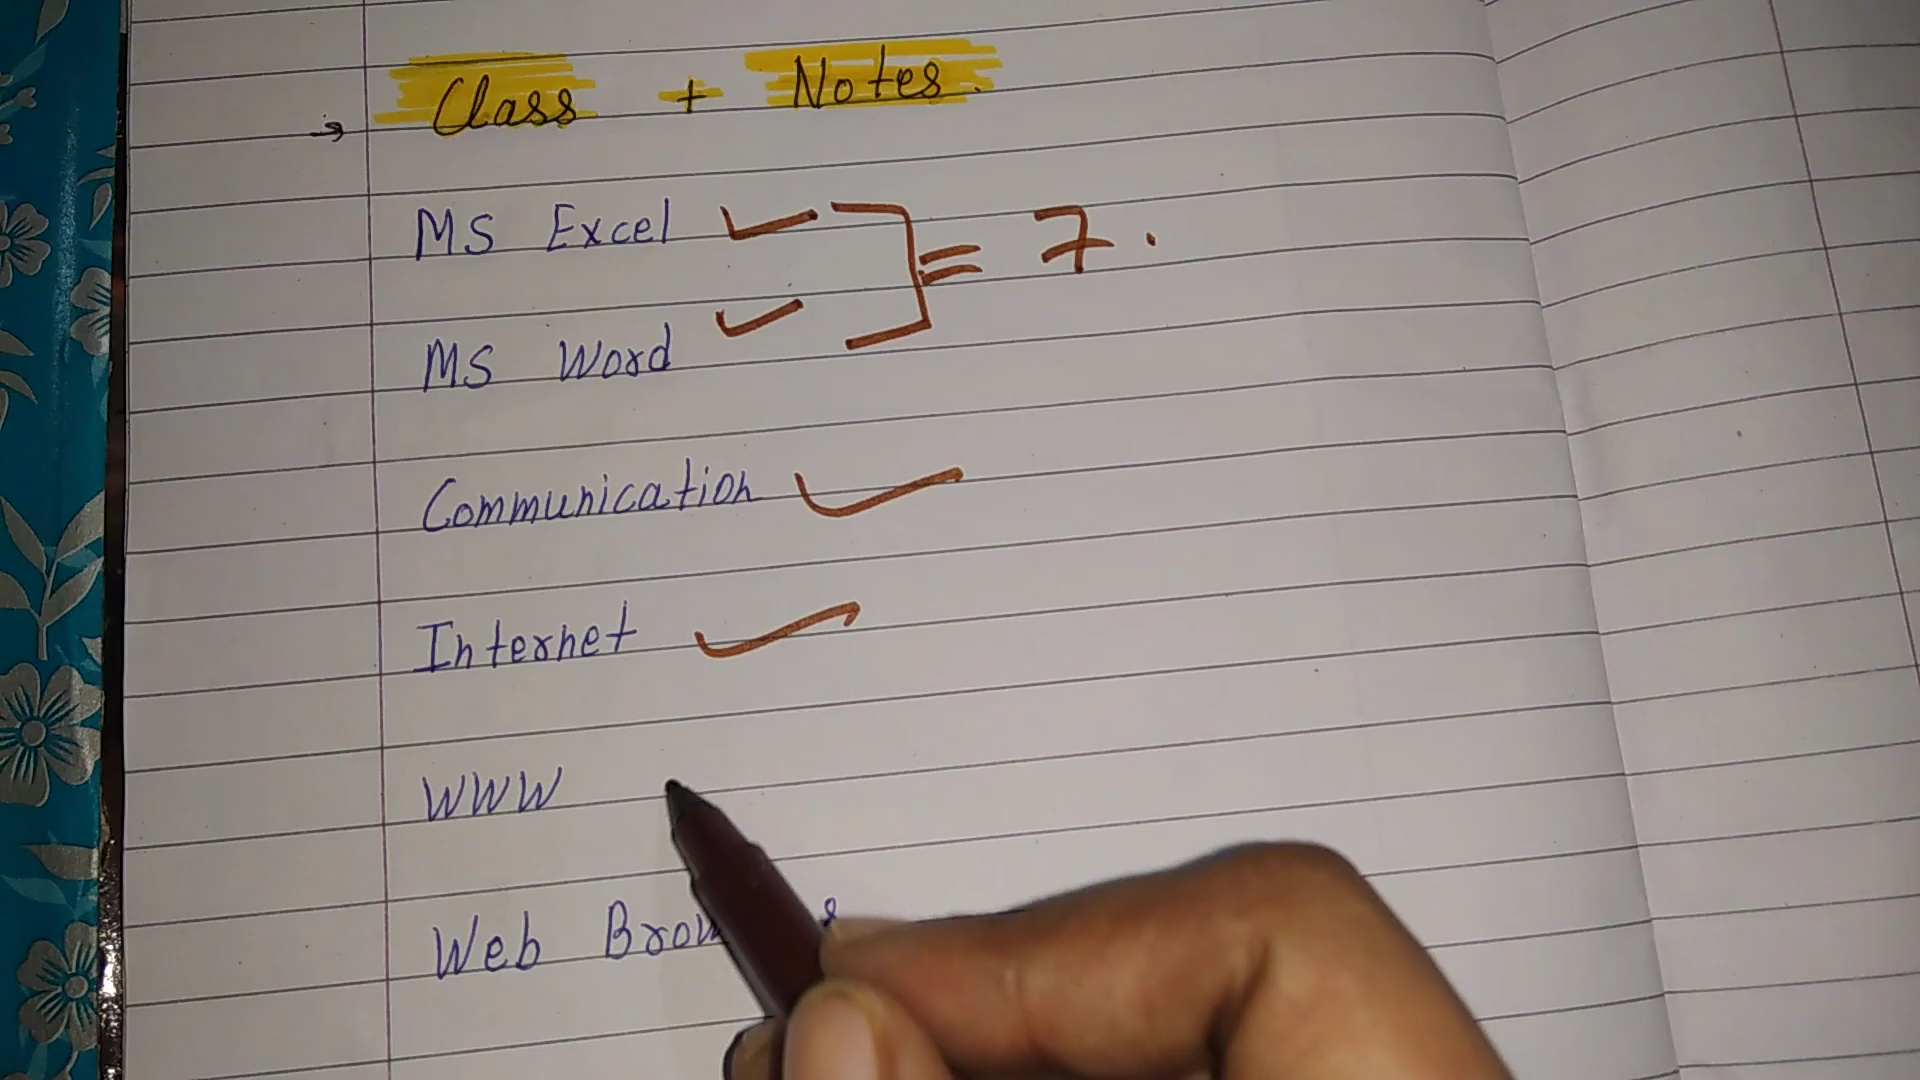 → Class + Notes.
MS Excel ✓ ] = 7.
MS Word ✓
Communication ✓
Internet ✓
WWW
Web